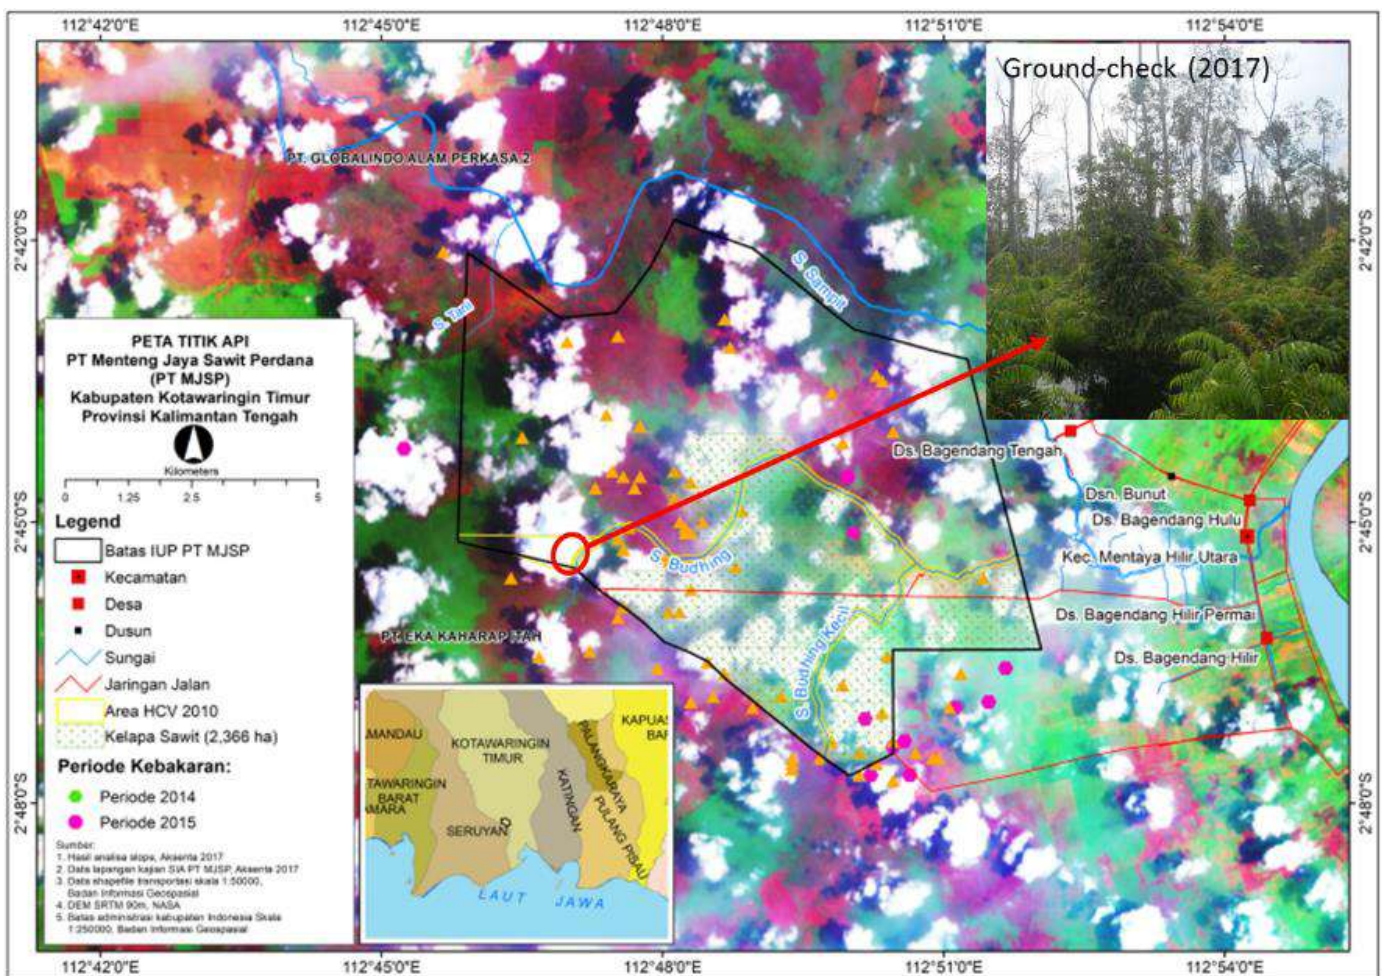 112°42'0"E
112°45'0"E
112°48'0"E
112°51'0"E
112°54'0"E
Ground-check (2017)
PT. GLOBALINDO ALAM PERKASA 2
2°42'0"S
2°42'0"S
S. Sampit
S. Tani
PETA TITIK API
PT Menteng Jaya Sawit Perdana
(PT MJSP)
Kabupaten Kotawaringin Timur
Provinsi Kalimantan Tengah
Kilometers
0 1.25 2.5 5
Legend
Batas IUP PT MJSP
Kecamatan
Desa
Dusun
Sungai
Jaringan Jalan
Area HCV 2010
Kelapa Sawit (2,366 ha)
Periode Kebakaran:
Periode 2014
Periode 2015
Sumber:
1. Hasil analisa slope, Aksenta 2017
2. Data lapangan kajian SIA PT MJSP, Aksenta 2017
3. Data shapefile transportasi skala 1:50000,
Badan Informasi Geospasial
4. DEM SRTM 90m, NASA
5. Batas administrasi kabupaten Indonesia Skala
1:250000, Badan Informasi Geospasial
Ds. Bagendang Tengah
Dsn. Bunut
Ds. Bagendang Hulu
2°45'0"S
2°45'0"S
Kec. Mentaya Hilir Utara
S. Budhing
S. Budhing Kecil
Ds. Bagendang Hilir Permai
PT. EKA KAHARAP ITAH
Ds. Bagendang Hilir
MANDAU
KOTAWARINGIN
TIMUR
KAPUAS
BAR
PALANGKARAYA
TAWARINGIN
BARAT
AMARA
KATINGAN
PULANG PISAU
SERUYAN
LAUT JAWA
2°48'0"S
2°48'0"S
112°42'0"E
112°45'0"E
112°48'0"E
112°51'0"E
112°54'0"E